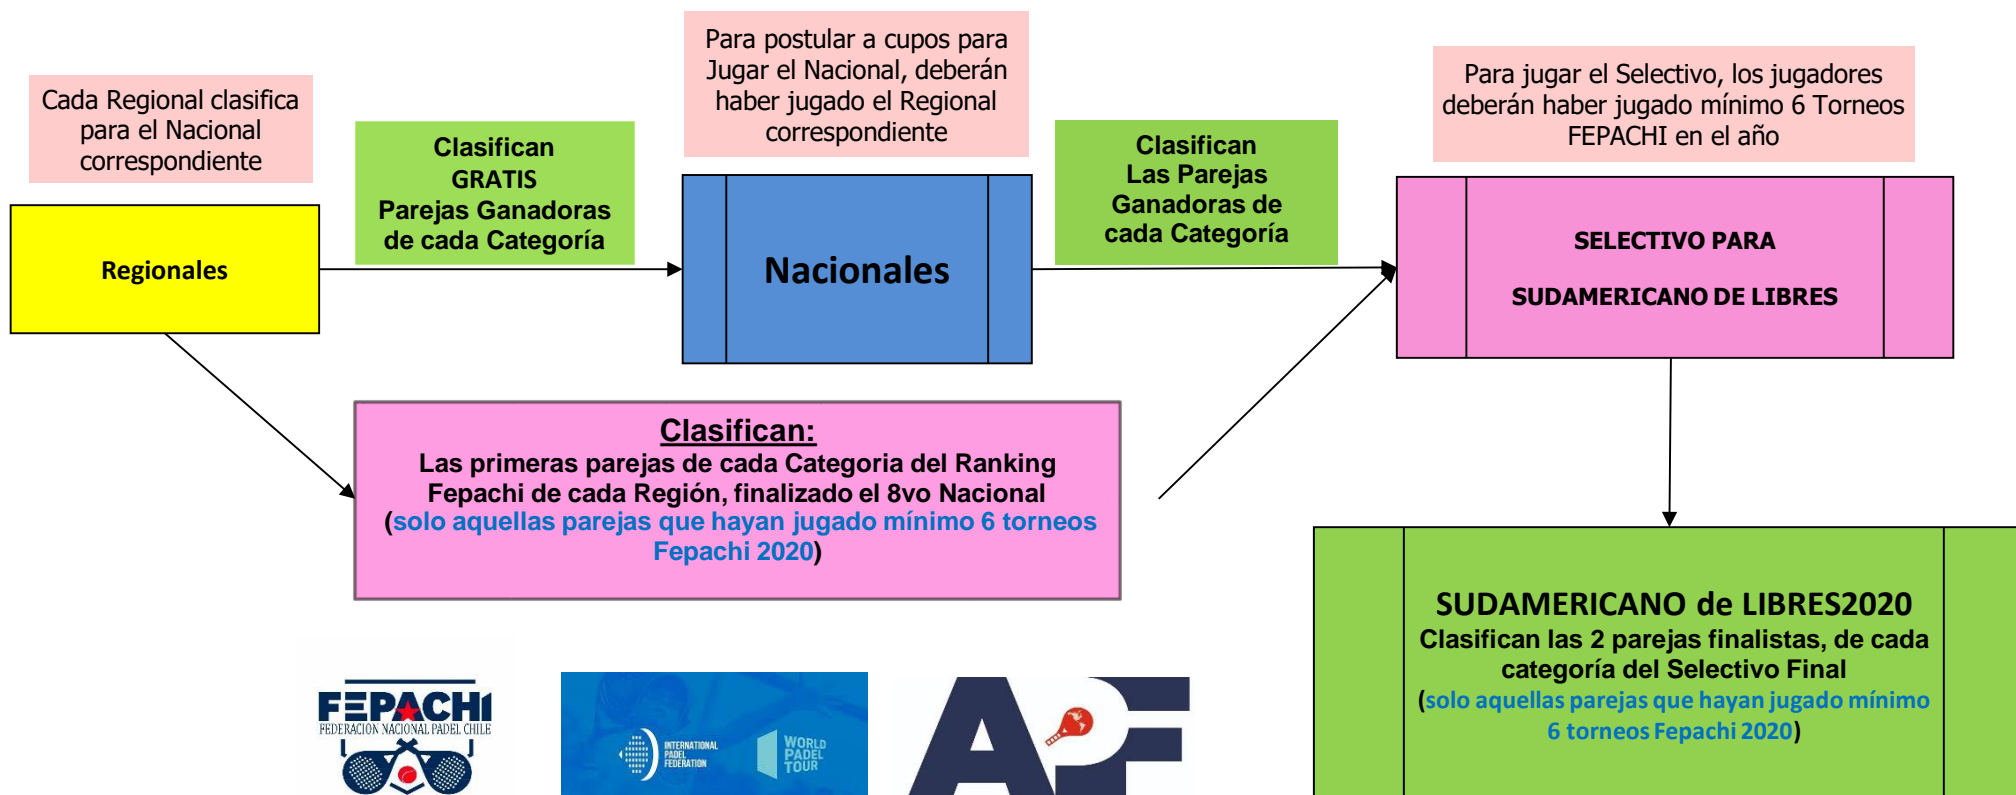 Cada Regional clasifica
para el Nacional
correspondiente
Regionales
Clasifican
GRATIS
Parejas Ganadoras
de cada Categoría
Para postular a cupos para
Jugar el Nacional, deberán
haber jugado el Regional
correspondiente
Nacionales
Clasifican
Las Parejas
Ganadoras de
cada Categoría
Para jugar el Selectivo, los jugadores
deberán haber jugado mínimo 6 Torneos
FEPACHI en el año
SELECTIVO PARA
SUDAMERICANO DE LIBRES
Clasifican:
Las primeras parejas de cada Categoria del Ranking
Fepachi de cada Región, finalizado el 8vo Nacional
(solo aquellas parejas que hayan jugado mínimo 6 torneos
Fepachi 2020)
SUDAMERICANO de LIBRES2020
Clasifican las 2 parejas finalistas, de cada
categoría del Selectivo Final
(solo aquellas parejas que hayan jugado mínimo
6 torneos Fepachi 2020)
FEPACHI
FEDERACION NACIONAL PADEL CHILE
INTERNATIONAL
PADEL
FEDERATION
WORLD
PADEL
TOUR
APF